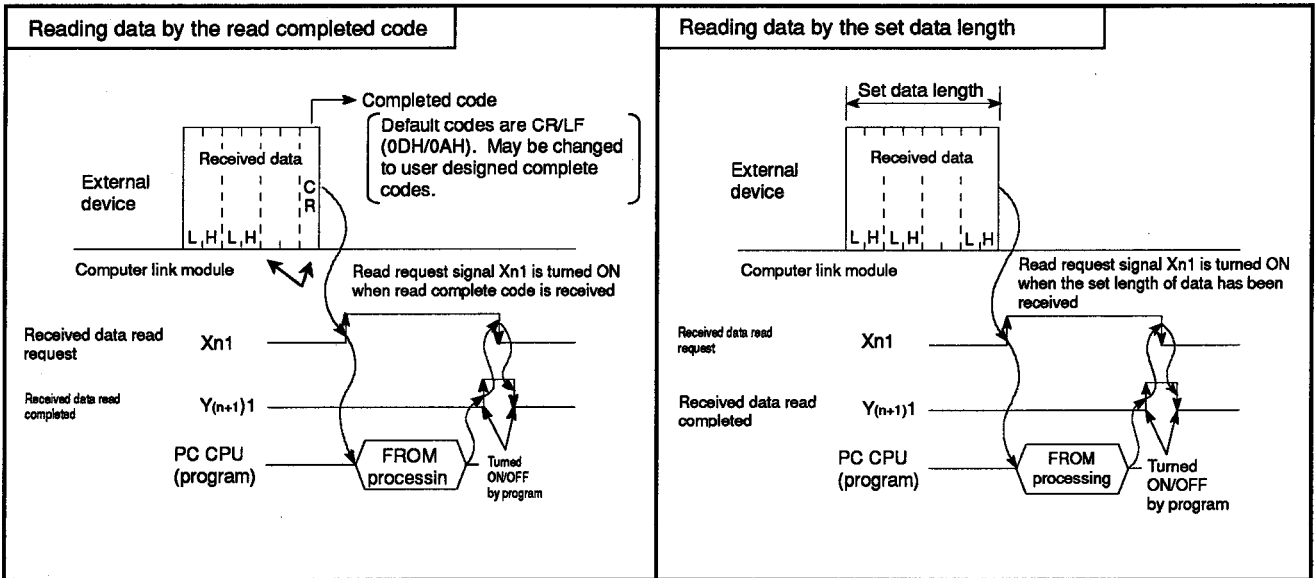 Reading data by the read completed code
Completed code
Default codes are CR/LF
(0DH/0AH). May be changed
to user designed complete
codes.
Received data
C
R
External
device
L H L H
Computer link module
Read request signal Xn1 is turned ON
when read complete code is received
Received data read
request
Xn1
Received data read
completed
Y(n+1)1
PC CPU
(program)
FROM
processin
Turned
ON/OFF
by program
Reading data by the set data length
Set data length
Received data
External
device
L H L H L H
Computer link module
Read request signal Xn1 is turned ON
when the set length of data has been
received
Received data read
request
Xn1
Received data read
completed
Y(n+1)1
PC CPU
(program)
FROM
processing
Turned
ON/OFF
by program